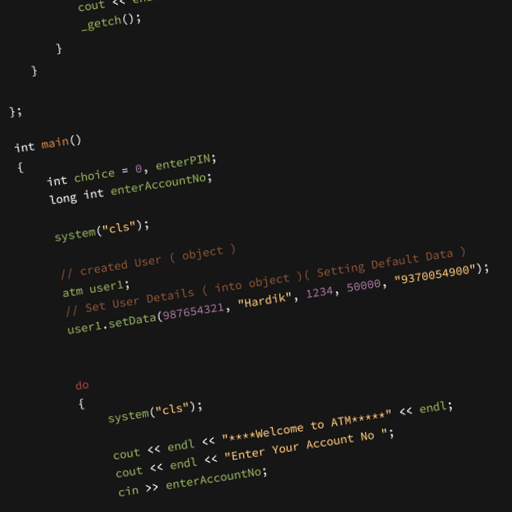 cout << en
_getch();
}
}
};
int main()
{
int choice = 0, enterPIN;
long int enterAccountNo;
system("cls");
// created User ( object )
atm user1;
// Set User Details ( into object )( Setting Default Data )
user1.setData(987654321, "Hardik", 1234, 50000, "9370054900");
do
{
system("cls");
cout << endl << "****Welcome to ATM*****" << endl;
cout << endl << "Enter Your Account No ";
cin >> enterAccountNo;